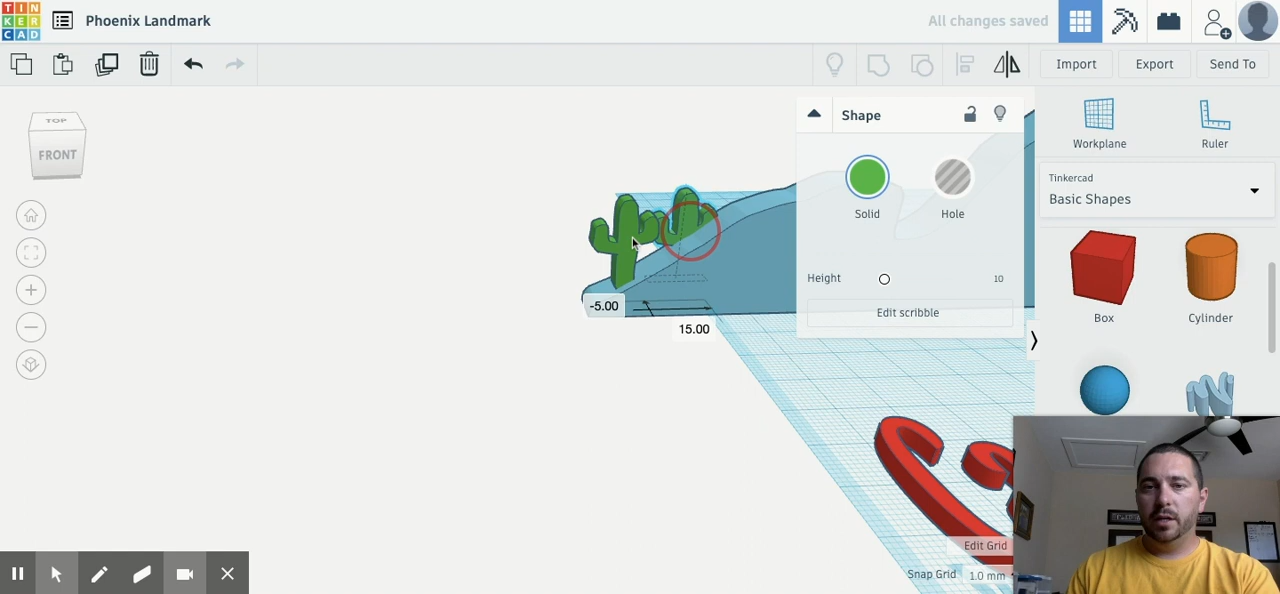 TIN
KER
CAD
Phoenix Landmark
All changes saved
Import
Export
Send To
TOP
FRONT
Shape
Solid
Hole
Height
10
Edit scribble
Workplane
Ruler
Tinkercad
Basic Shapes
Box
Cylinder
-5.00
15.00
Edit Grid
Snap Grid
1.0 mm